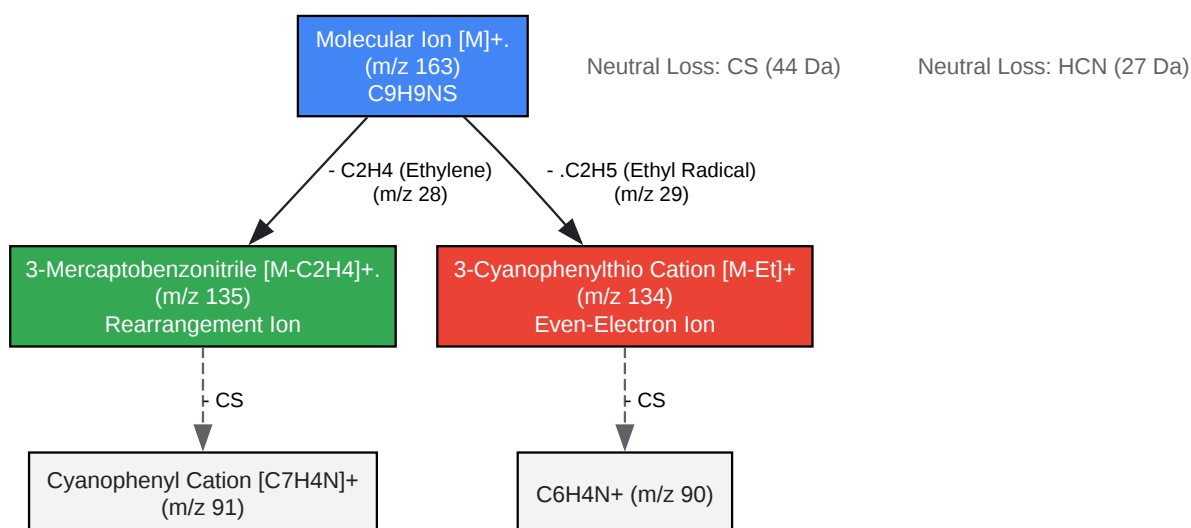 Molecular Ion [M]+.
(m/z 163)
C9H9NS
Neutral Loss: CS (44 Da)
Neutral Loss: HCN (27 Da)
- C2H4 (Ethylene)
(m/z 28)
- .C2H5 (Ethyl Radical)
(m/z 29)
3-Mercaptobenzonitrile [M-C2H4]+.
(m/z 135)
Rearrangement Ion
3-Cyanophenylthio Cation [M-Et]+
(m/z 134)
Even-Electron Ion
- CS
- CS
Cyanophenyl Cation [C7H4N]+
(m/z 91)
C6H4N+ (m/z 90)